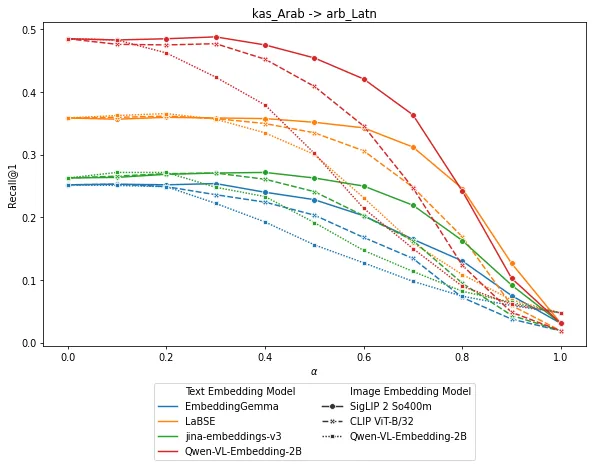 kas_Arab -> arb_Latn
Recall@1
0.5
0.4
0.3
0.2
0.1
0.0
0.0 0.2 0.4 0.6 0.8 1.0
α
Text Embedding Model Image Embedding Model
EmbeddingGemma SigLIP 2 So400m
LaBSE CLIP ViT-B/32
jina-embeddings-v3 Qwen-VL-Embedding-2B
Qwen-VL-Embedding-2B